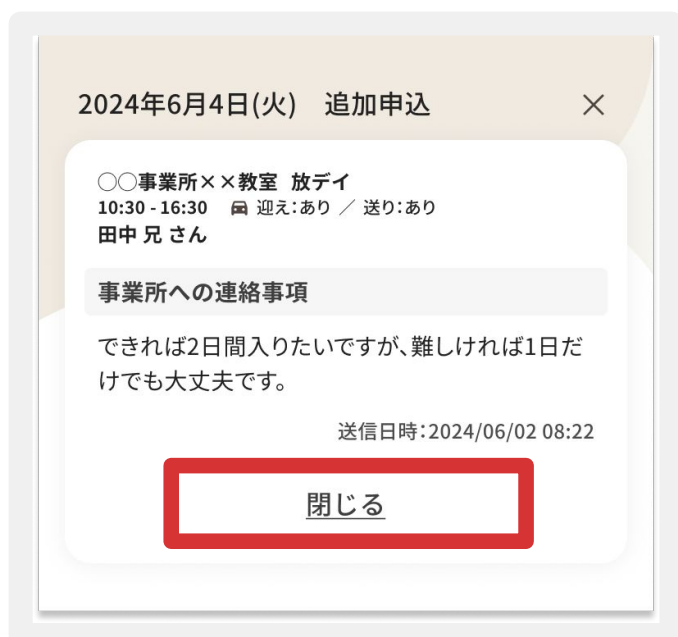 2024年6月4日(火)　追加申込 ×
○○事業所××教室 放デイ
10:30 - 16:30 迎え:あり ／ 送り:あり
田中 兄 さん
事業所への連絡事項
できれば2日間入りたいですが、難しければ1日だ
けでも大丈夫です。
送信日時:2024/06/02 08:22
閉じる